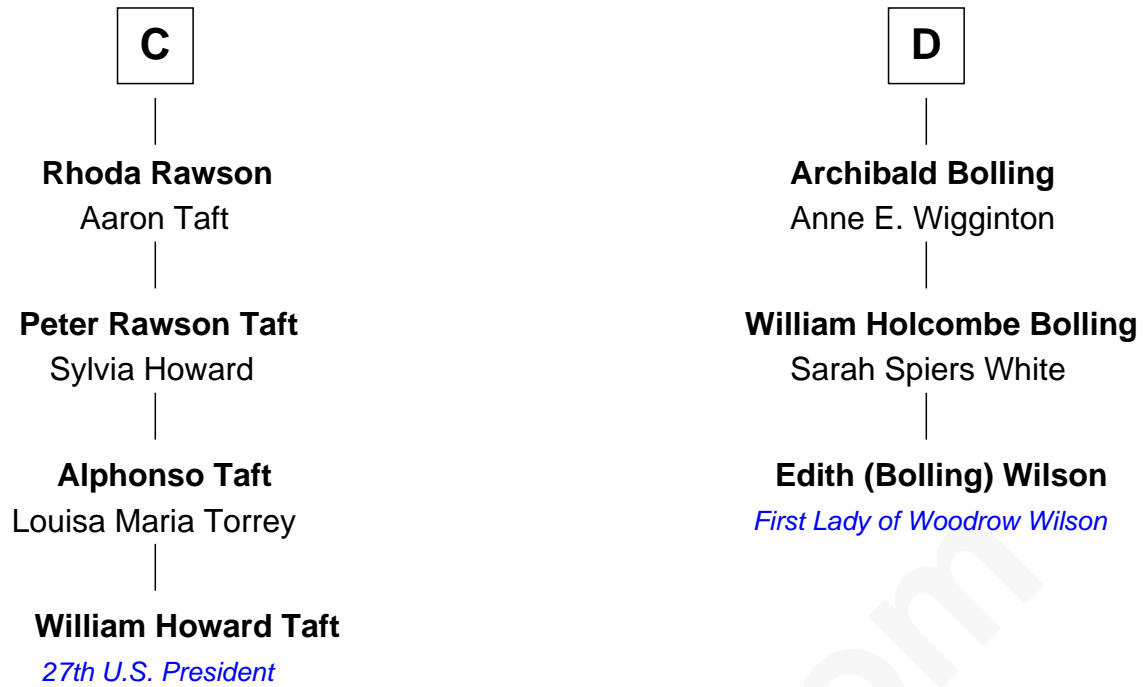 C
Rhoda Rawson
Aaron Taft
Peter Rawson Taft
Sylvia Howard
Alphonso Taft
Louisa Maria Torrey
William Howard Taft
27th U.S. President
D
Archibald Bolling
Anne E. Wigginton
William Holcombe Bolling
Sarah Spiers White
Edith (Bolling) Wilson
First Lady of Woodrow Wilson
om